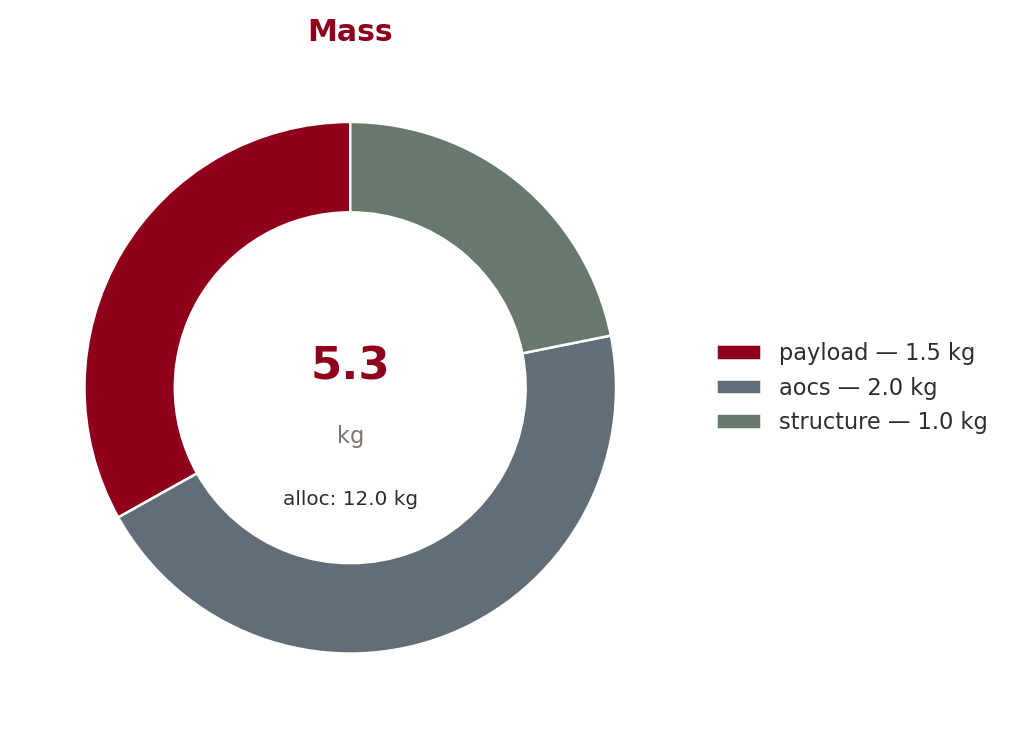 Mass
5.3
kg
alloc: 12.0 kg
payload — 1.5 kg
aocs — 2.0 kg
structure — 1.0 kg